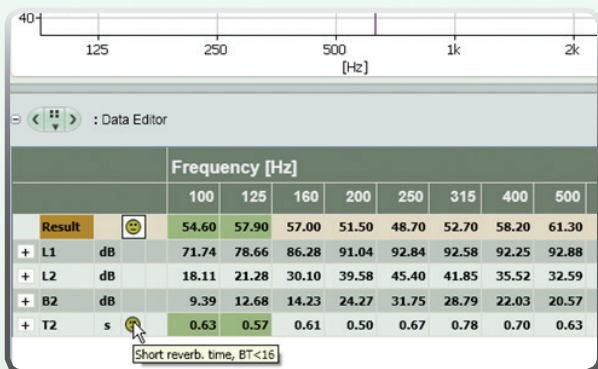 40
125 250 500 1k 2k
[Hz]
: Data Editor
Frequency [Hz]
100 125 160 200 250 315 400 500
Result 54.60 57.90 57.00 51.50 48.70 52.70 58.20 61.30
+ L1 dB 71.74 78.66 86.28 91.04 92.84 92.58 92.25 92.88
+ L2 dB 18.11 21.28 30.10 39.58 45.40 41.85 35.52 32.59
+ B2 dB 9.39 12.68 14.23 24.27 31.75 28.79 22.03 20.57
+ T2 s 0.63 0.57 0.61 0.50 0.67 0.78 0.70 0.63
Short reverb. time, BT<16